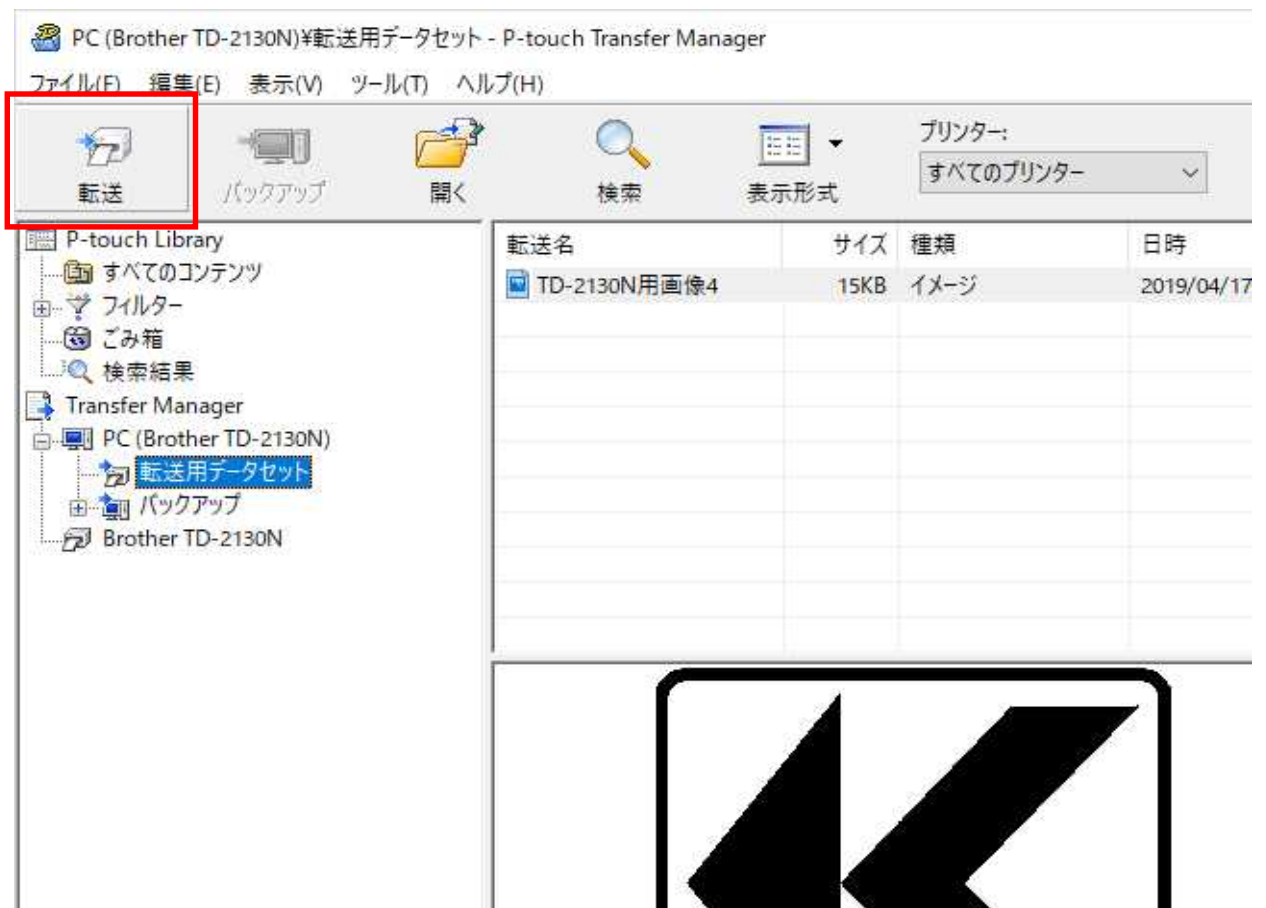 PC (Brother TD-2130N)¥転送用データセット - P-touch Transfer Manager
ファイル(F) 編集(E) 表示(V) ツール(T) ヘルプ(H)
転送 バックアップ 開く 検索 表示形式
プリンター:
すべてのプリンター
P-touch Library
すべてのコンテンツ
フィルター
ごみ箱
検索結果
Transfer Manager
PC (Brother TD-2130N)
転送用データセット
バックアップ
Brother TD-2130N
転送名 サイズ 種類 日時
TD-2130N用画像4 15KB イメージ 2019/04/17